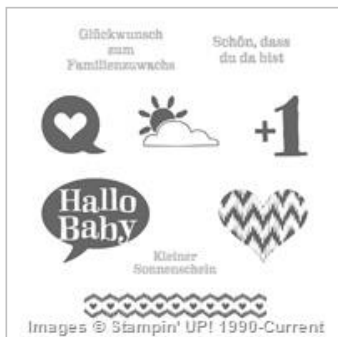 Glückwunsch
zum
Familienzuwachs
Schön, dass
du da bist
+1
Hallo
Baby
Kleiner
Sonnenschein
Images © Stampin' UP! 1990-Current